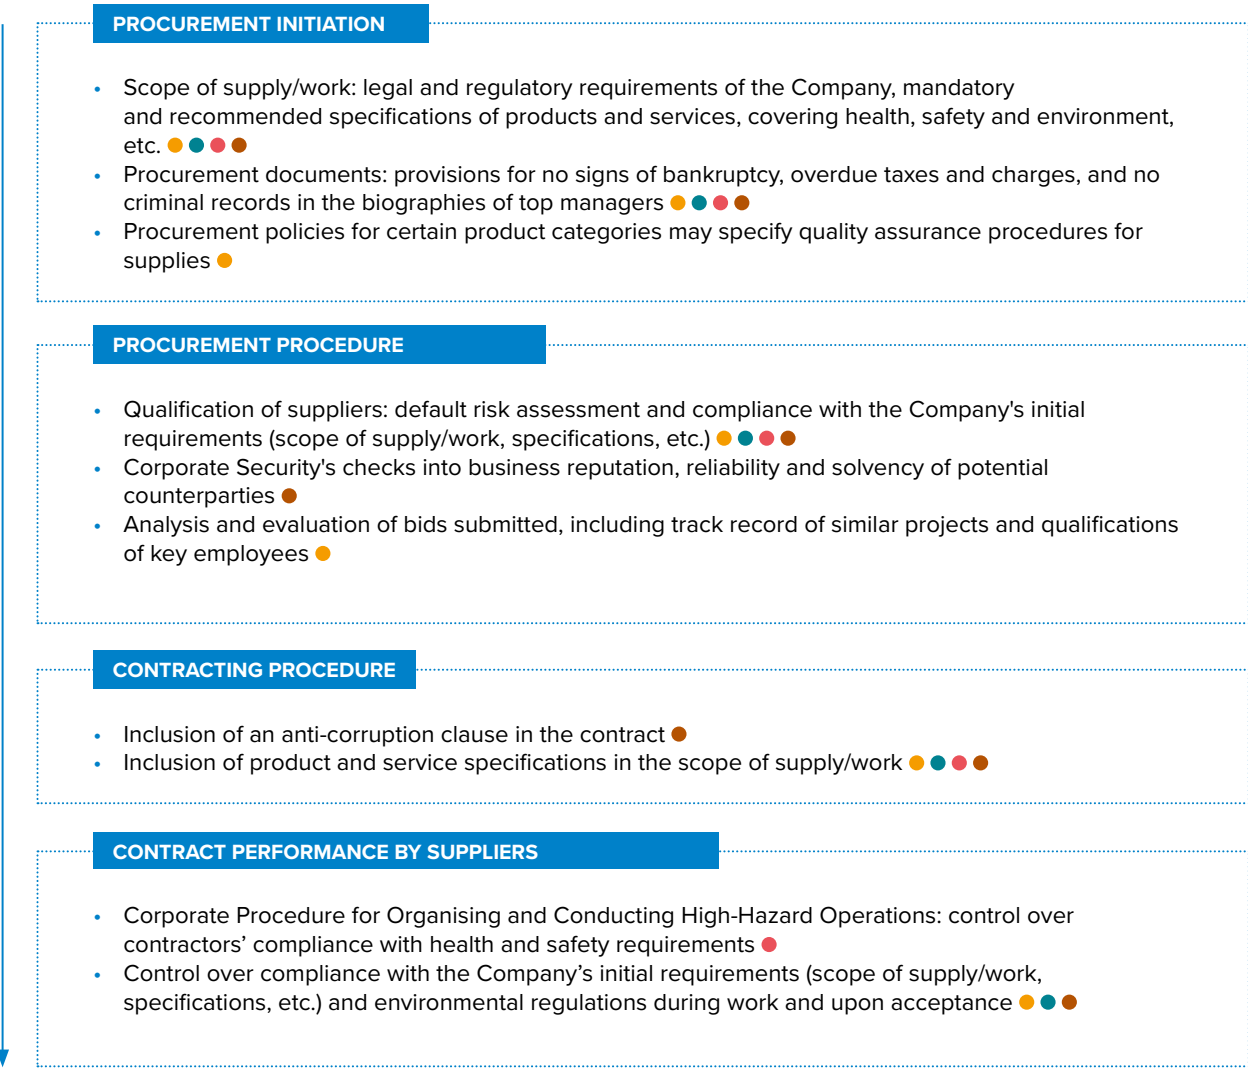 PROCUREMENT INITIATION
• Scope of supply/work: legal and regulatory requirements of the Company, mandatory
and recommended specifications of products and services, covering health, safety and environment,
etc.
• Procurement documents: provisions for no signs of bankruptcy, overdue taxes and charges, and no
criminal records in the biographies of top managers
• Procurement policies for certain product categories may specify quality assurance procedures for
supplies
PROCUREMENT PROCEDURE
• Qualification of suppliers: default risk assessment and compliance with the Company's initial
requirements (scope of supply/work, specifications, etc.)
• Corporate Security's checks into business reputation, reliability and solvency of potential
counterparties
• Analysis and evaluation of bids submitted, including track record of similar projects and qualifications
of key employees
CONTRACTING PROCEDURE
• Inclusion of an anti-corruption clause in the contract
• Inclusion of product and service specifications in the scope of supply/work
CONTRACT PERFORMANCE BY SUPPLIERS
• Corporate Procedure for Organising and Conducting High-Hazard Operations: control over
contractors’ compliance with health and safety requirements
• Control over compliance with the Company’s initial requirements (scope of supply/work,
specifications, etc.) and environmental regulations during work and upon acceptance